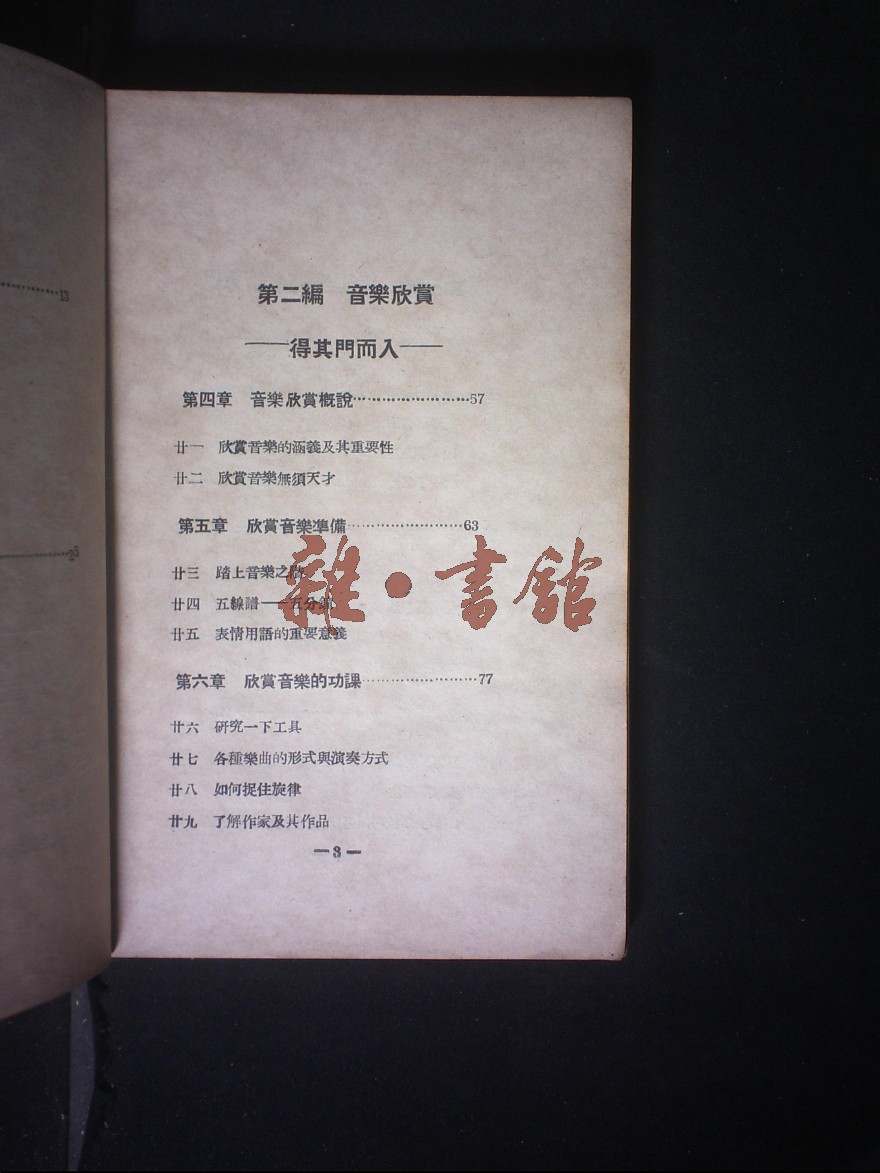 13
25
第二編 音樂欣賞
——得其門而入——
第四章 音樂欣賞概說……………………57
廿一 欣賞音樂的涵義及其重要性
廿二 欣賞音樂無須天才
第五章 欣賞音樂準備……………………63
廿三 踏上音樂之
廿四 五線譜——五分
廿五 表情用語的重要意義
雜·書館
第六章 欣賞音樂的功課……………………77
廿六 研究一下工具
廿七 各種樂曲的形式與演奏方式
廿八 如何捉住旋律
廿九 了解作家及其作品
—3—